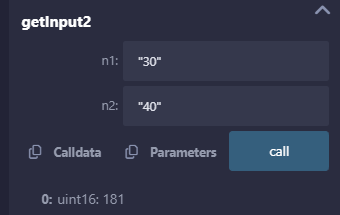 getInput2
n1: "30"
n2: "40"
Calldata Parameters call
0: uint16: 181